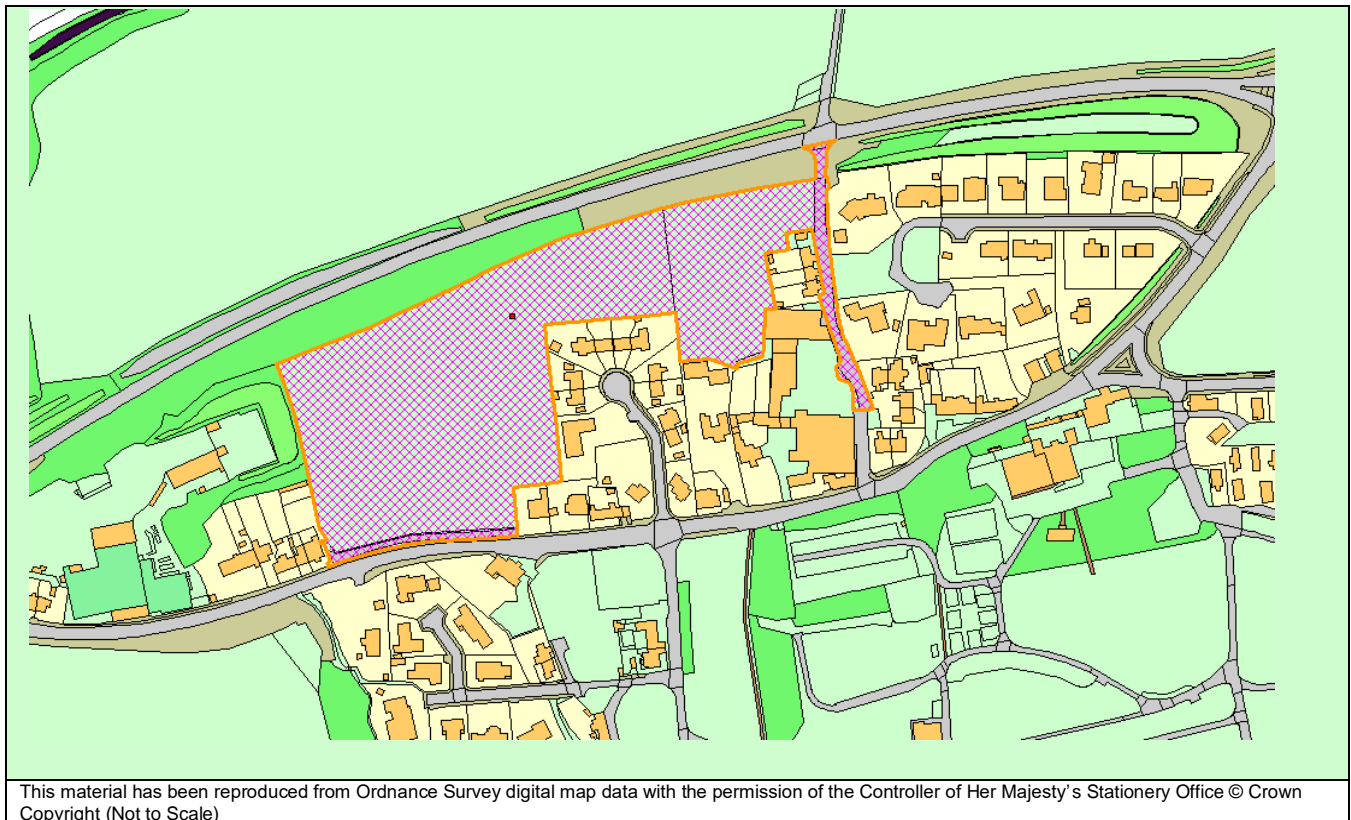 This material has been reproduced from Ordnance Survey digital map data with the permission of the Controller of Her Majesty's Stationery Office © Crown
Copyright (Not to Scale)